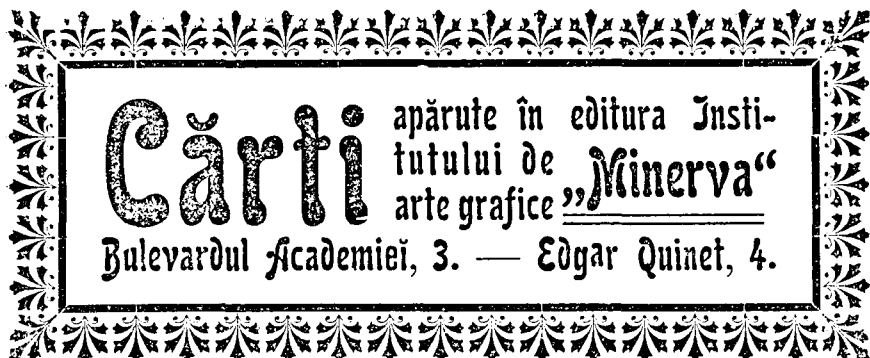 Cărti
apărute în editura Insti-
tutului de
arte grafice „Minerva“
Bulevardul Academieĭ, 3. — Edgar Quinet, 4.